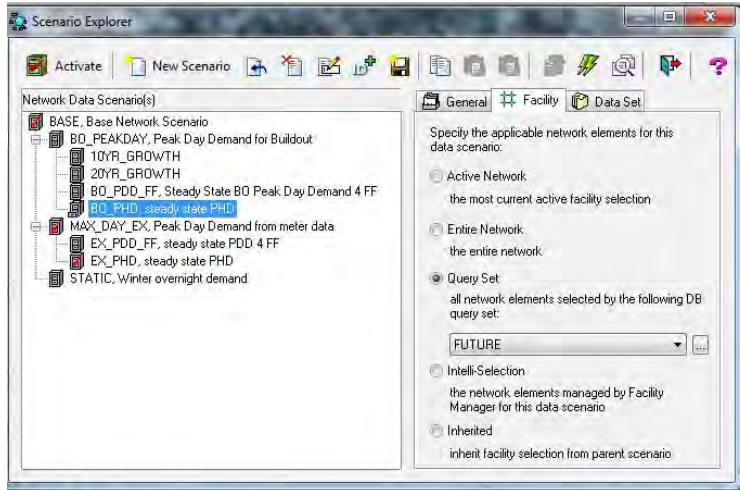 Scenario Explorer
Activate
New Scenario
Network Data Scenario(s)
BASE, Base Network Scenario
BO_PEAKDAY, Peak Day Demand for Buildout
10YR_GROWTH
20YR_GROWTH
BO_PDD_FF, Steady State BO Peak Day Demand 4 FF
BO_PHD, steady state PHD
MAX_DAY_EX, Peak Day Demand from meter data
EX_PDD_FF, steady state PDD 4 FF
EX_PHD, steady state PHD
STATIC, Winter overnight demand
General
Facility
Data Set
Specify the applicable network elements for this
data scenario:
Active Network
the most current active facility selection
Entire Network
the entire network
Query Set
all network elements selected by the following DB
query set:
FUTURE
...
Intelli-Selection
the network elements managed by Facility
Manager for this data scenario
Inherited
inherit facility selection from parent scenario